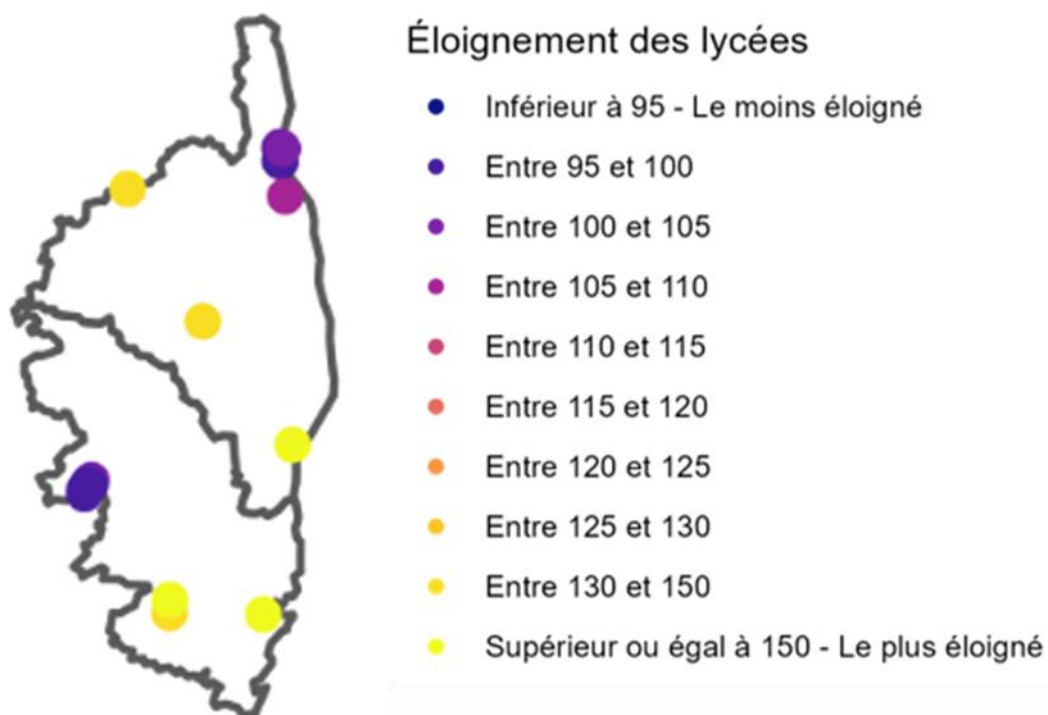 Éloignement des lycées
Inférieur à 95 - Le moins éloigné
Entre 95 et 100
Entre 100 et 105
Entre 105 et 110
Entre 110 et 115
Entre 115 et 120
Entre 120 et 125
Entre 125 et 130
Entre 130 et 150
Supérieur ou égal à 150 - Le plus éloigné